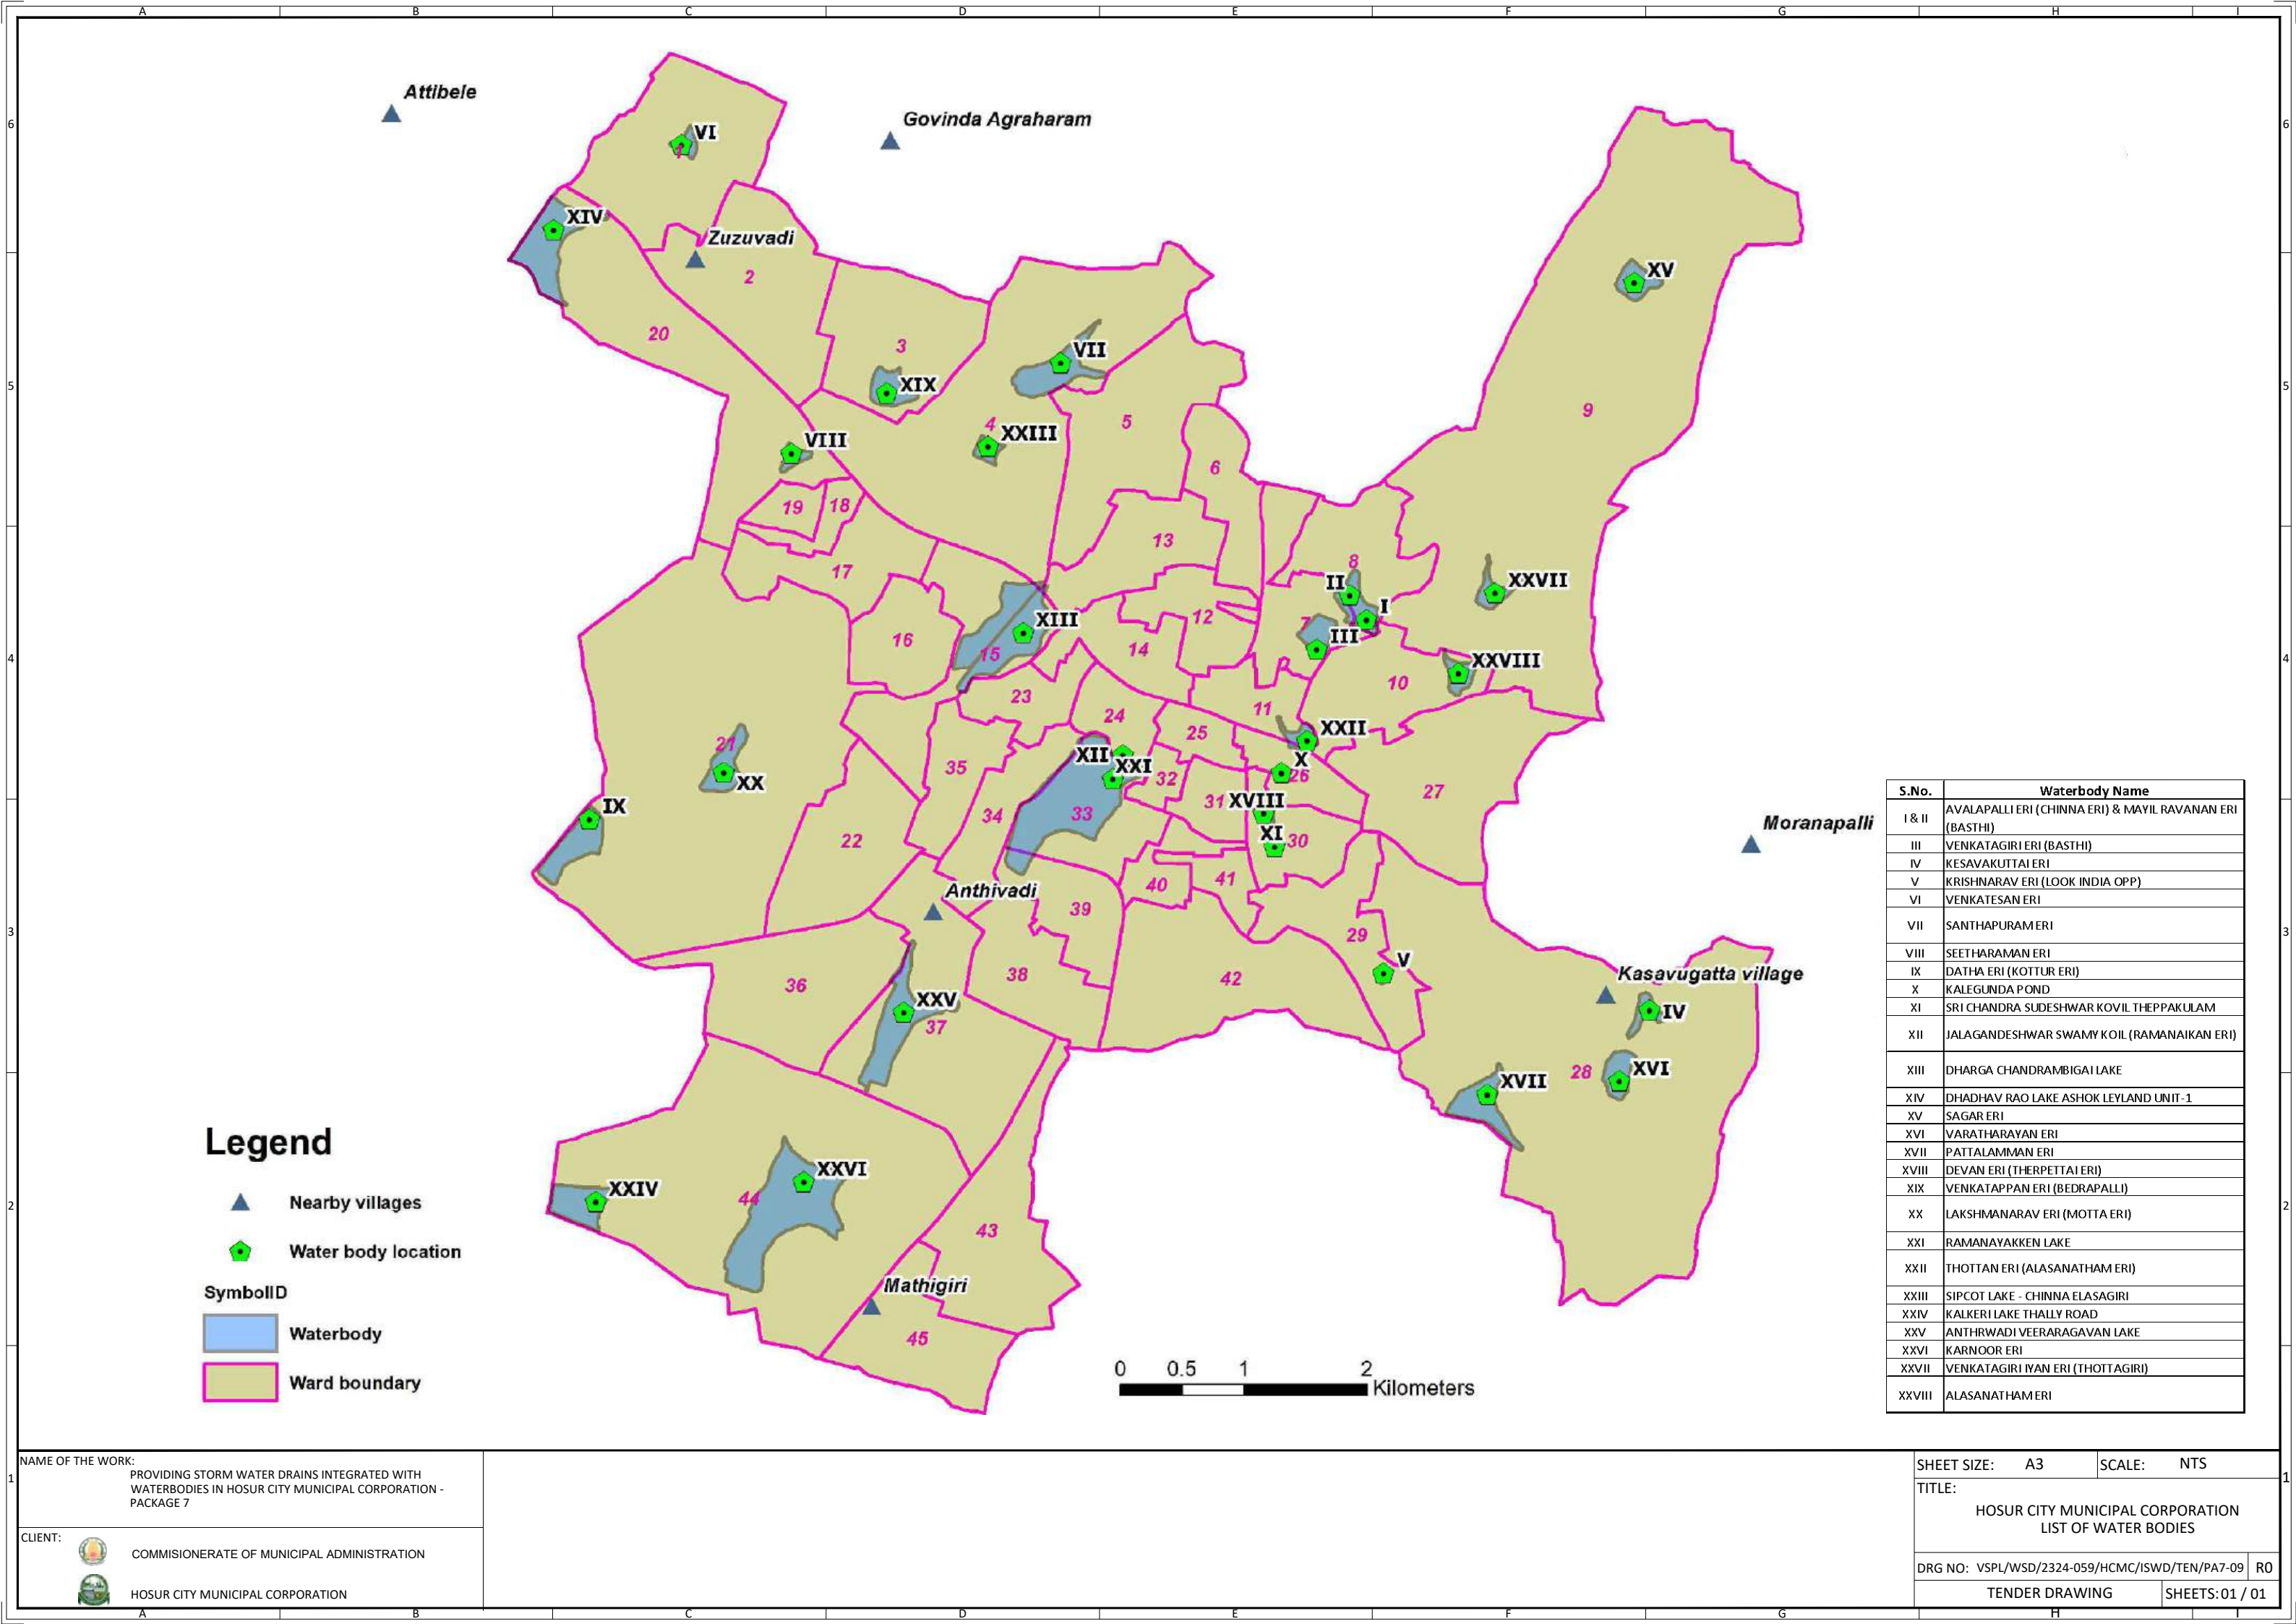 A B C D E F G H I
6 6
5 5
4 4
3 3
2 2
1 1
Attibele
Govinda Agraharam
VI
1
XIV
Zuzuvadi
2
XV
20
3
VII
XIX
9
4
XXIII
5
VIII
6
19 18
13
17
8
II
XXVII
I
XIII
12
7
III
16
15
14
XXVIII
10
23
11
24
XXII
25
21
XII
X
XXI
35
32
26
XX
27
IX
31 XVIII
34
33
Moranapalli
XI
22
30
41
40
Anthivadi
39
29
V
38
42
Kasavugatta village
36
XXV
IV
37
28
XVI
XVII
XXVI
XXIV
44
43
Mathigiri
45
Legend
Nearby villages
Water body location
SymbolID
Waterbody
Ward boundary
0 0.5 1 2
Kilometers
S.No. Waterbody Name
I & II AVALAPALLI ERI (CHINNA ERI) & MAYIL RAVANAN ERI
(BASTHI)
III VENKATAGIRI ERI (BASTHI)
IV KESAVAKUTTAI ERI
V KRISHNARAV ERI (LOOK INDIA OPP)
VI VENKATESAN ERI
VII SANTHAPURAM ERI
VIII SEETHARAMAN ERI
IX DATHA ERI (KOTTUR ERI)
X KALEGUNDA POND
XI SRI CHANDRA SUDESHWAR KOVIL THEPPAKULAM
XII JALAGANDESHWAR SWAMY KOIL (RAMANAIKAN ERI)
XIII DHARGA CHANDRAMBIGAI LAKE
XIV DHADHAV RAO LAKE ASHOK LEYLAND UNIT-1
XV SAGAR ERI
XVI VARATHARAYAN ERI
XVII PATTALAMMAN ERI
XVIII DEVAN ERI (THERPETTAI ERI)
XIX VENKATAPPAN ERI (BEDRAPALLI)
XX LAKSHMANARAV ERI (MOTTA ERI)
XXI RAMANAYAKKEN LAKE
XXII THOTTAN ERI (ALASANATHAM ERI)
XXIII SIPCOT LAKE - CHINNA ELASAGIRI
XXIV KALKERI LAKE THALLY ROAD
XXV ANTHRWADI VEERARAGAVAN LAKE
XXVI KARNOOR ERI
XXVII VENKATAGIRI IYAN ERI (THOTTAGIRI)
XXVIII ALASANATHAM ERI
NAME OF THE WORK:
PROVIDING STORM WATER DRAINS INTEGRATED WITH
WATERBODIES IN HOSUR CITY MUNICIPAL CORPORATION -
PACKAGE 7
CLIENT:
COMMISIONERATE OF MUNICIPAL ADMINISTRATION
HOSUR CITY MUNICIPAL CORPORATION
SHEET SIZE: A3 SCALE: NTS
TITLE:
HOSUR CITY MUNICIPAL CORPORATION
LIST OF WATER BODIES
DRG NO: VSPL/WSD/2324-059/HCMC/ISWD/TEN/PA7-09 R0
TENDER DRAWING SHEETS: 01 / 01
A B C D E F G H I